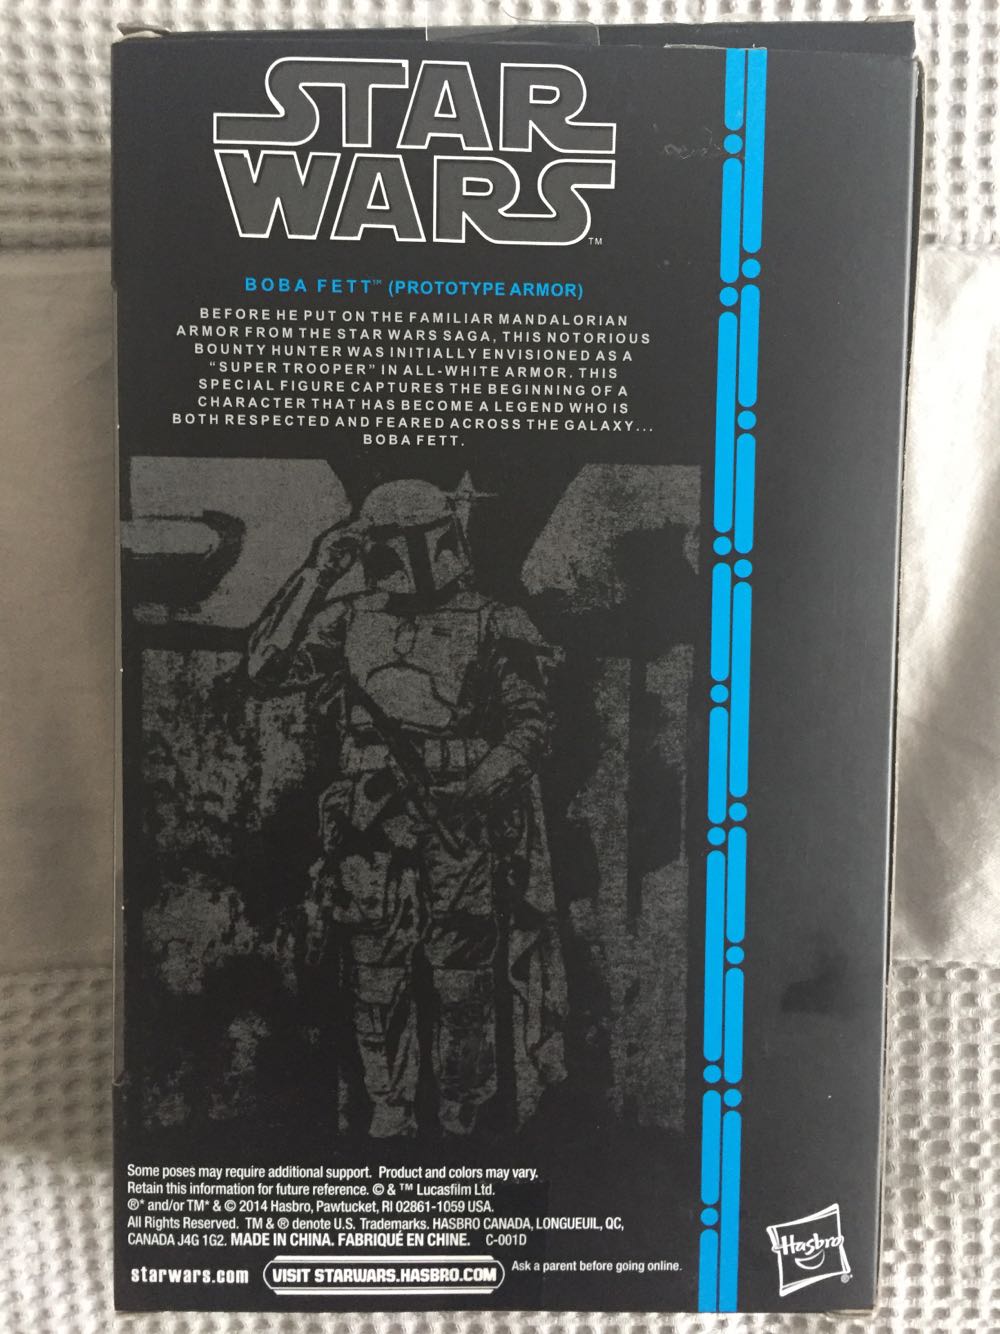 STAR
WARS
TM
BOBA FETT™ (PROTOTYPE ARMOR)
BEFORE HE PUT ON THE FAMILIAR MANDALORIAN
ARMOR FROM THE STAR WARS SAGA, THIS NOTORIOUS
BOUNTY HUNTER WAS INITIALLY ENVISIONED AS A
“SUPER TROOPER” IN ALL-WHITE ARMOR. THIS
SPECIAL FIGURE CAPTURES THE BEGINNING OF A
CHARACTER THAT HAS BECOME A LEGEND WHO IS
BOTH RESPECTED AND FEARED ACROSS THE GALAXY...
BOBA FETT.
Some poses may require additional support. Product and colors may vary.
Retain this information for future reference. © & ™ Lucasfilm Ltd.
®* and/or TM* & © 2014 Hasbro, Pawtucket, RI 02861-1059 USA.
All Rights Reserved. TM & ® denote U.S. Trademarks. HASBRO CANADA, LONGUEUIL, QC,
CANADA J4G 1G2. MADE IN CHINA. FABRIQUÉ EN CHINE. C-001D
starwars.com VISIT STARWARS.HASBRO.COM Ask a parent before going online.
Hasbro®